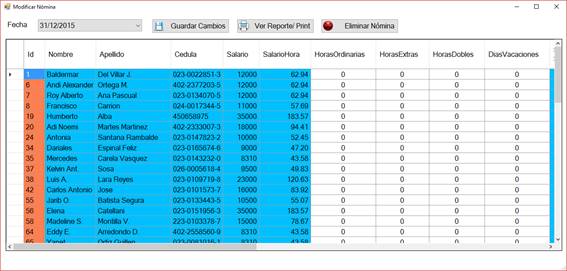 Modificar Nómina
Fecha 31/12/2015 Guardar Cambios Ver Reporte/ Print Eliminar Nómina
Id Nombre Apellido Cedula Salario SalarioHora HorasOrdinarias HorasExtras HorasDobles DiasVacaciones
1 Baldermar Del Villar J. 023-0022851-3 12000 62.94 0 0 0 0
6 Andi Alexander Ortega M. 402-2377203-5 12000 62.94 0 0 0 0
7 Roy Alberto Ana Pascual 023-0134070-5 12000 62.94 0 0 0 0
8 Francisco Carrion 024-0017344-5 11000 57.69 0 0 0 0
19 Humberto Alba 450658975 35000 183.57 0 0 0 0
20 Adi Noemi Martes Martinez 402-2330007-3 18000 94.41 0 0 0 0
24 Antonia Santana Rambalde 023-0147823-2 10000 52.45 0 0 0 0
34 Dariales Espinal Feliz 023-0165674-6 9000 47.20 0 0 0 0
35 Mercedes Carela Vasquez 023-0143232-0 8310 43.58 0 0 0 0
37 Kelvin Ant. Sosa 026-0005618-4 9500 49.83 0 0 0 0
38 Luis A. Lara Reyes 023-0109719-8 23000 120.63 0 0 0 0
42 Carlos Antonio Jose 023-0101573-7 16000 83.92 0 0 0 0
55 Janb O. Batista Segura 023-0133443-5 10500 55.07 0 0 0 0
56 Elena Catellani 023-0151956-3 35000 183.57 0 0 0 0
58 Madeline S. Montilla V. 223-0103378-7 15000 78.67 0 0 0 0
64 Eddy E. Arredondo D. 402-2558560-9 8310 43.58 0 0 0 0
65 Yanet Ortiz Guillen 023-0081016-1 8310 43.58 0 0 0 0